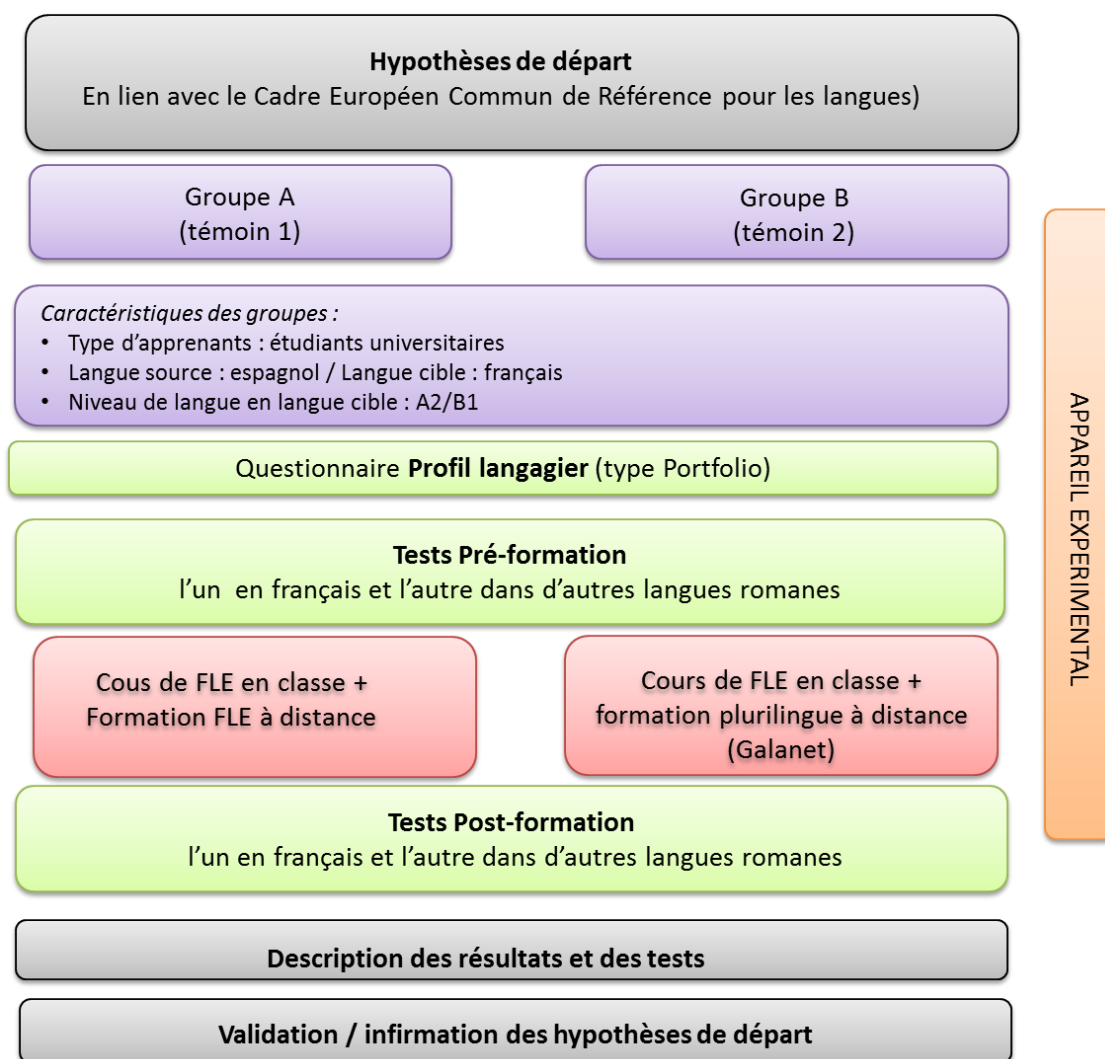 Hypothèses de départ
En lien avec le Cadre Européen Commun de Référence pour les langues)
Groupe A
(témoin 1)
Groupe B
(témoin 2)
Caractéristiques des groupes :
• Type d’apprenants : étudiants universitaires
• Langue source : espagnol / Langue cible : français
• Niveau de langue en langue cible : A2/B1
Questionnaire Profil langagier (type Portfolio)
Tests Pré-formation
l’un en français et l’autre dans d’autres langues romanes
Cous de FLE en classe +
Formation FLE à distance
Cours de FLE en classe +
formation plurilingue à distance
(Galanet)
Tests Post-formation
l’un en français et l’autre dans d’autres langues romanes
Description des résultats et des tests
Validation / infirmation des hypothèses de départ
APPAREIL EXPERIMENTAL